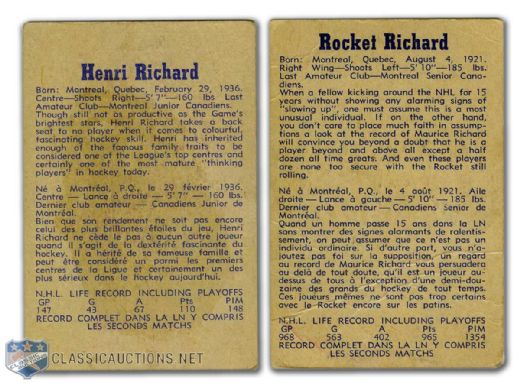 Henri Richard
Born: Montreal, Quebec, February 29, 1936.
Centre—Shoots Right—5' 7"—160 lbs. Last
Amateur Club—Montreal Junior Canadiens.
Though still not as productive as the Game's
brightest stars, Henri Richard takes a back
seat to no player when it comes to colourful,
fascinating hockey skill. Henri has inherited
enough of the famous family traits to be
considered one of the League's top centres and
certainly one of the most mature "thinking
players" in hockey today.
Né à Montréal, P.Q., le 29 février 1936.
Centre — Lance à droite — 5' 7" — 160 lbs.
Dernier club amateur — Canadiens Junior de
Montréal.
Bien que son rendement ne soit pas encore
celui des plus brillantes étoiles du jeu, Henri
Richard ne cède le pas à aucun autre joueur
quand il s'agit de la dextérité fascinante du
hockey. Il a hérité de sa fameuse famille et
peut être considéré un parmi les premiers
centres de la Ligue et certainement un des
plus sérieux joueurs du hockey d'aujourd'hui.
N.H.L. LIFE RECORD INCLUDING PLAYOFFS
GP G A Pts PIM
147 43 67 110 148
RECORD COMPLET DANS LA LN Y COMPRIS
LES SECONDS MATCHS
CLASSICAUCTIONS.NET
Rocket Richard
Born: Montreal, Quebec, August 4, 1921.
Right Wing—Shoots Left—5' 10"—185 lbs.
Last Amateur Club—Montreal Senior Cana-
diens.
When a fellow kicking around the NHL for 15
years without showing any alarming signs of
"slowing up", one must assume this is a most
unusual individual. If on the other hand,
you don't care to place much faith in assump-
tions a look at the record of Maurice Richard
will convince you beyond a doubt that he is a
player beyond and above all except a half
dozen all time greats. And even these players
are none too secure with the Rocket still
rolling.
Né à Montréal, P.Q., le 4 août 1921. Aile
droite — Lance à gauche — 5' 10" — 185 lbs.
Dernier club amateur — Canadiens Senior de
Montréal.
Quand un homme passe 15 ans dans la LN
sans montrer des signes alarmants de ralentis-
sement, on peut assumer que ce n'est pas un
individu ordinaire. Si d'autre part, vous n'a-
joutez pas foi sur la supposition, un regard
au record de Maurice Richard vous persuadera
au delà de tout doute, qu'il est un joueur au-
dessus de tous à l'exception d'une demi-douzai-
ne des grands du hockey de tout temps.
Ces joueurs mêmes ne sont pas trop certains
avec le Rocket encore sur les patins.
N.H.L. LIFE RECORD INCLUDING PLAYOFFS
GP G A Pts PIM
968 563 402 965 1354
RECORD COMPLET DANS LA LN Y COMPRIS
LES SECONDS MATCHS